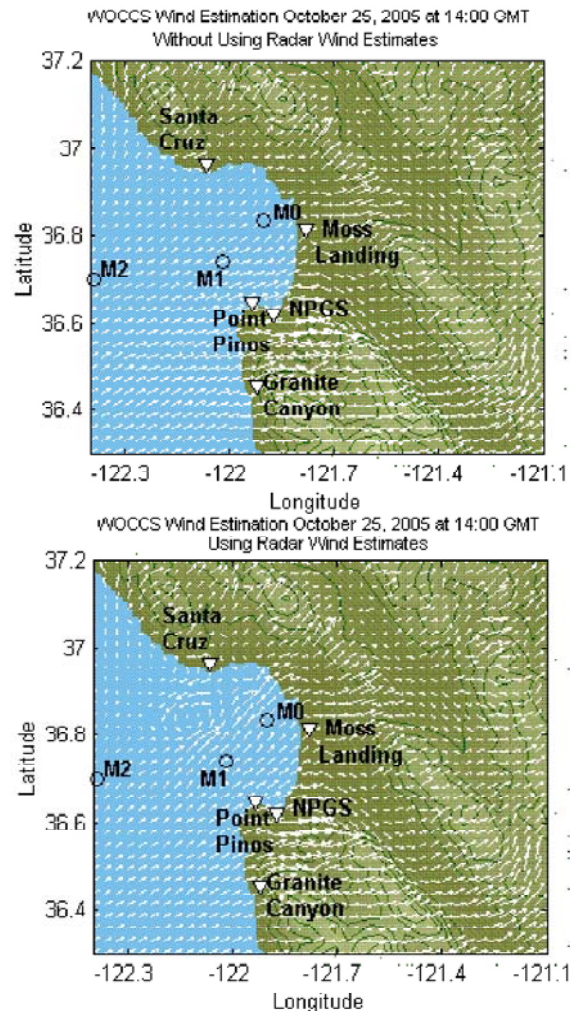 WOCCS Wind Estimation October 25, 2005 at 14:00 GMT
Without Using Radar Wind Estimates
37.2
37
36.8
36.6
36.4
Latitude
Santa
Cruz
M0
Moss
Landing
M2
M1
Point
Pinos
NPGS
Granite
Canyon
-122.3
-122
-121.7
-121.4
-121.1
Longitude
WOCCS Wind Estimation October 25, 2005 at 14:00 GMT
Using Radar Wind Estimates
37.2
37
36.8
36.6
36.4
Latitude
Santa
Cruz
M0
Moss
Landing
M2
M1
Point
Pinos
NPGS
Granite
Canyon
-122.3
-122
-121.7
-121.4
-121.1
Longitude